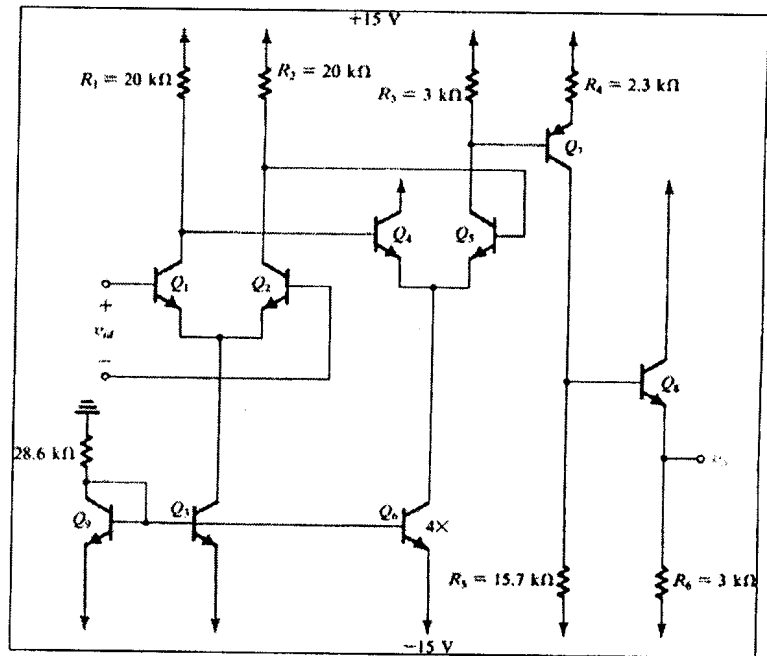 +15 V
R₁ = 20 kΩ
R₂ = 20 kΩ
R₃ = 3 kΩ
R₄ = 2.3 kΩ
Q₇
Q₄
Q₅
Q₁
Q₂
+
v_id
−
Q₈
28.6 kΩ
Q₉
Q₃
Q₆
4×
R₅ = 15.7 kΩ
R₆ = 3 kΩ
−15 V